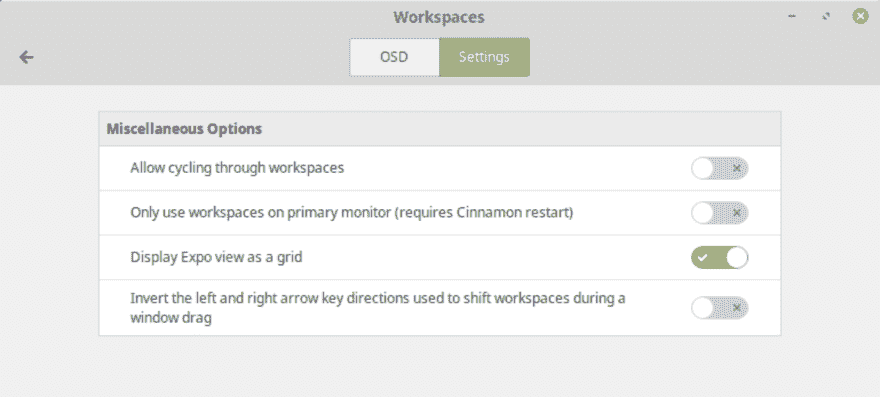 Workspaces
OSD
Settings
Miscellaneous Options
Allow cycling through workspaces
Only use workspaces on primary monitor (requires Cinnamon restart)
Display Expo view as a grid
Invert the left and right arrow key directions used to shift workspaces during a
window drag